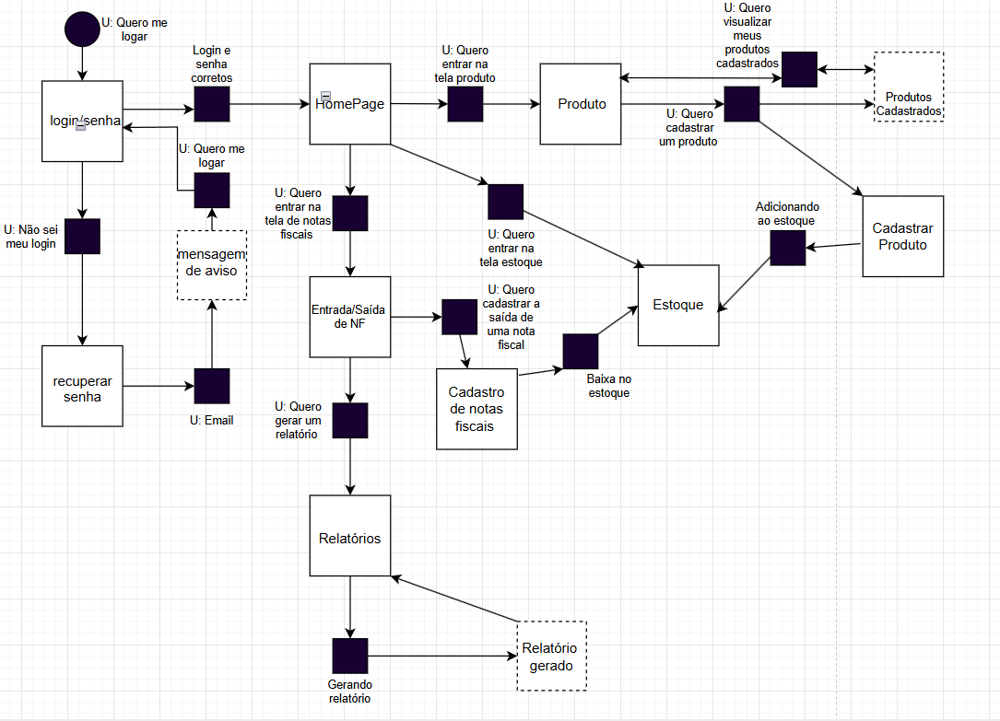 U: Quero me
logar
U: Quero
visualizar
meus
produtos
cadastrados
Login e
senha
corretos
U: Quero
entrar na
tela produto
login/senha
HomePage
Produto
Produtos
Cadastrados
U: Quero
cadastrar
um produto
U: Quero me
logar
U: Quero
entrar na
tela de notas
fiscais
U: Não sei
meu login
mensagem
de aviso
U: Quero
entrar na
tela estoque
Adicionando
ao estoque
Cadastrar
Produto
Entrada/Saída
de NF
U: Quero
cadastrar a
saída de
uma nota
fiscal
Estoque
recuperar
senha
U: Email
Cadastro
de notas
fiscais
Baixa no
estoque
U: Quero
gerar um
relatório
Relatórios
Relatório
gerado
Gerando
relatório